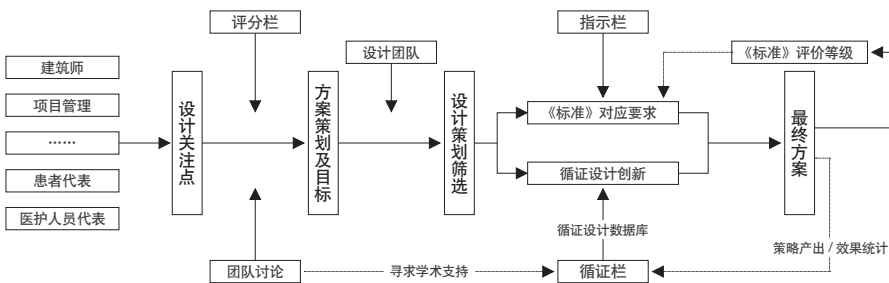 评分栏
指示栏
设计团队
《标准》评价等级
建筑师
项目管理
……
患者代表
医护人员代表
设计关注点
方案策划及目标
设计策划筛选
《标准》对应要求
循证设计创新
最终方案
循证设计数据库
策略产出/效果统计
团队讨论
寻求学术支持
循证栏